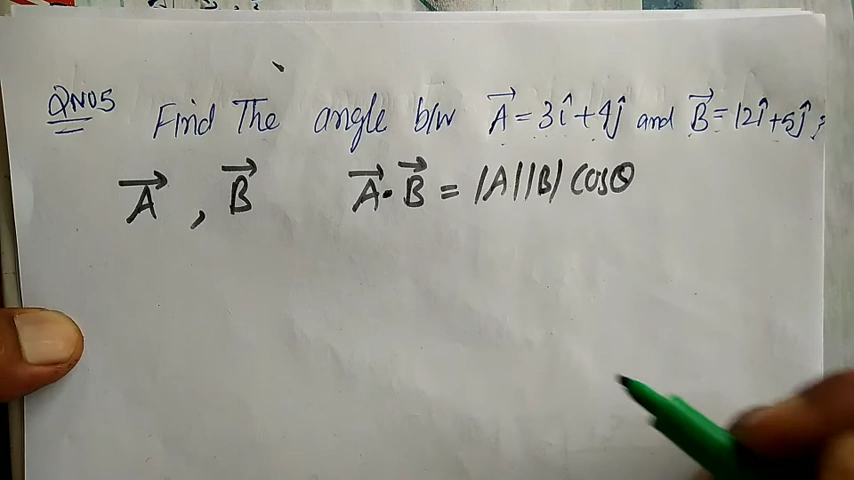 QNO5 Find The angle b/w A⃗ = 3î + 4ĵ and B⃗ = 12î + 5ĵ ?
A⃗ , B⃗ A⃗ · B⃗ = |A||B| Cosθ